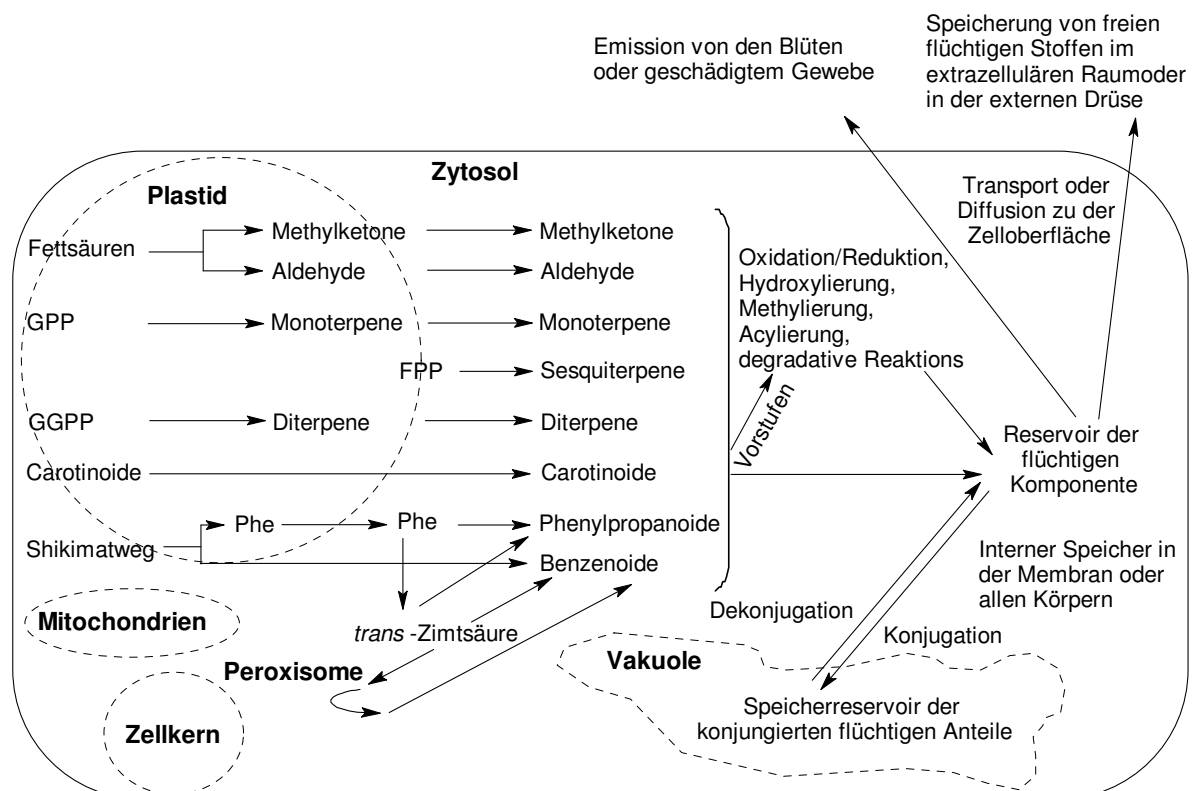 Emission von den Blüten
oder geschädigtem Gewebe
Speicherung von freien
flüchtigen Stoffen im
extrazellulären Raumoder
in der externen Drüse
Zytosol
Plastid
Transport oder
Diffusion zu der
Zelloberfläche
Fettsäuren
Methylketone
Methylketone
Aldehyde
Aldehyde
Oxidation/Reduktion,
Hydroxylierung,
Methylierung,
Acylierung,
degradative Reaktions
GPP
Monoterpene
Monoterpene
FPP
Sesquiterpene
GGPP
Diterpene
Diterpene
Vorstufen
Reservoir der
flüchtigen
Komponente
Carotinoide
Carotinoide
Shikimatweg
Phe
Phe
Phenylpropanoide
Benzenoide
Interner Speicher in
der Membran oder
allen Körpern
Mitochondrien
trans -Zimtsäure
Dekonjugation
Konjugation
Peroxisome
Vakuole
Zellkern
Speicherreservoir der
konjungierten flüchtigen Anteile